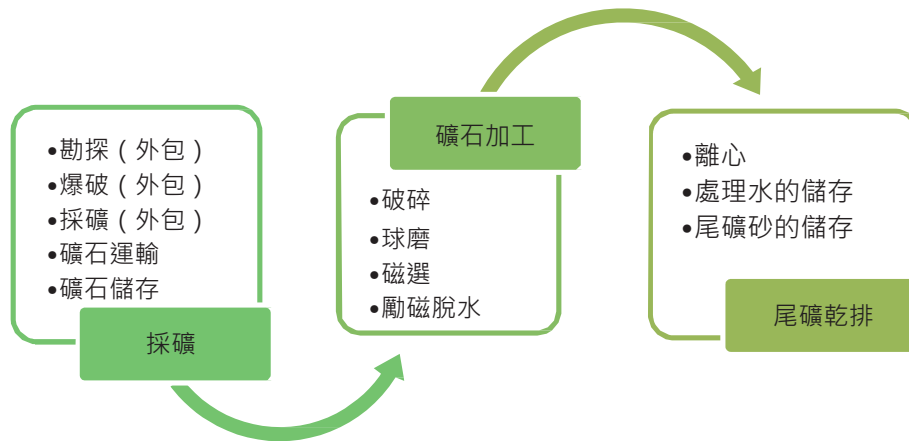 •勘探（外包）
•爆破（外包）
•採礦（外包）
•礦石運輸
•礦石儲存
採礦
礦石加工
•破碎
•球磨
•磁選
•勵磁脫水
•離心
•處理水的儲存
•尾礦砂的儲存
尾礦乾排